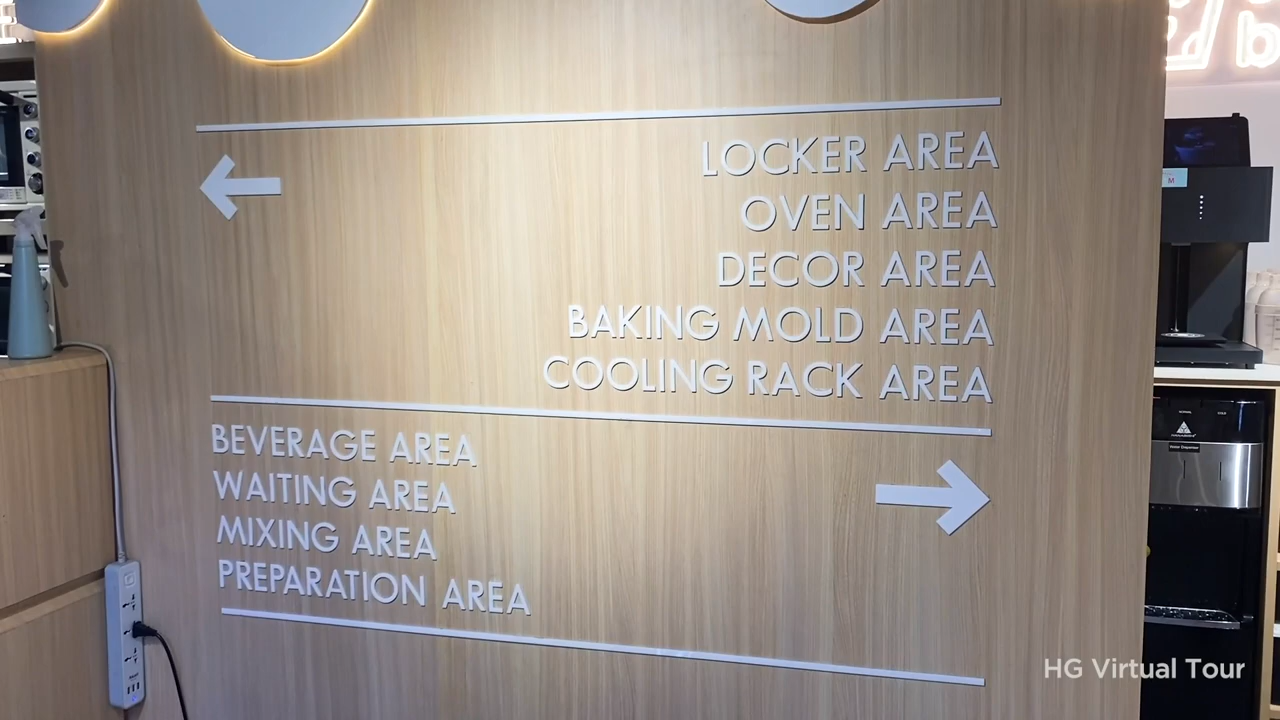 LOCKER AREA
OVEN AREA
DECOR AREA
BAKING MOLD AREA
COOLING RACK AREA
BEVERAGE AREA
WAITING AREA
MIXING AREA
PREPARATION AREA
M
HG Virtual Tour